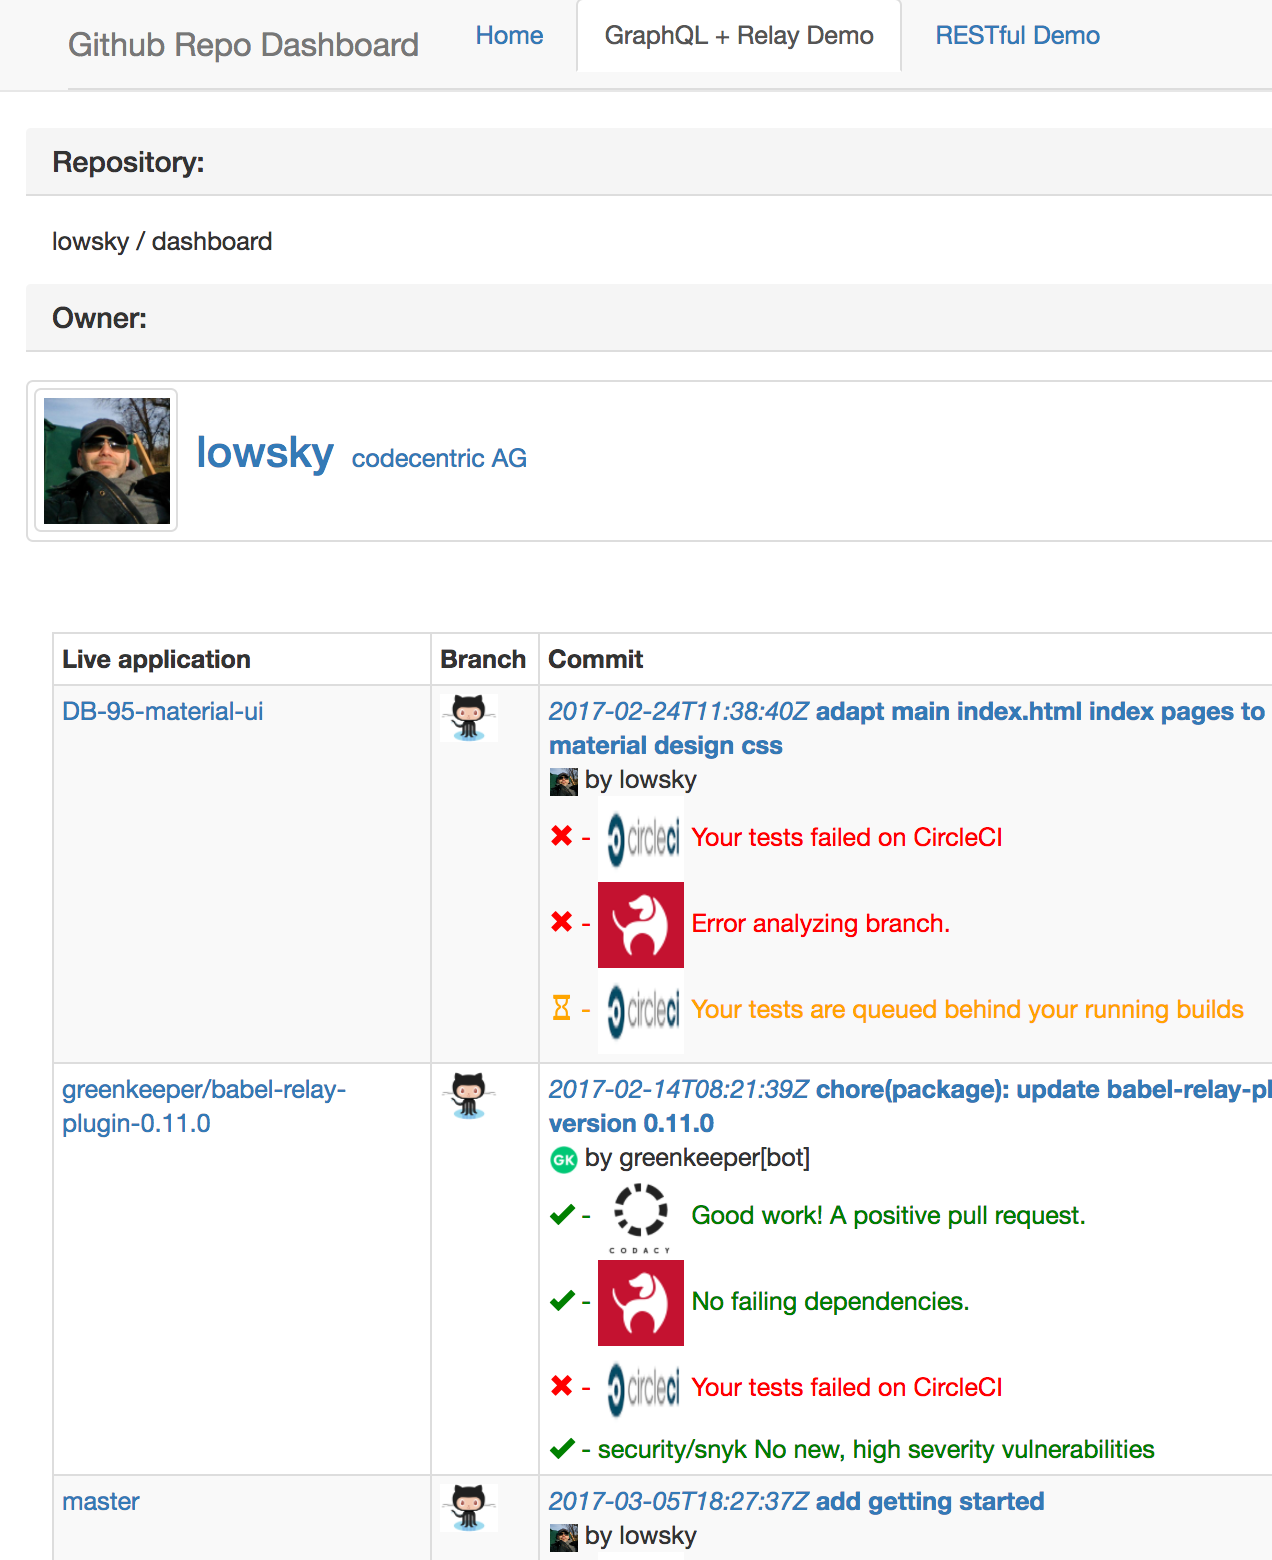 Github Repo Dashboard Home GraphQL + Relay Demo RESTful Demo
Repository:
lowsky / dashboard
Owner:
lowsky codecentric AG
Live application Branch Commit
DB-95-material-ui 2017-02-24T11:38:40Z adapt main index.html index pages to
material design css
by lowsky
- circleci Your tests failed on CircleCI
- Error analyzing branch.
- circleci Your tests are queued behind your running builds
greenkeeper/babel-relay- 2017-02-14T08:21:39Z chore(package): update babel-relay-pl
plugin-0.11.0 version 0.11.0
GK by greenkeeper[bot]
- CODACY Good work! A positive pull request.
- No failing dependencies.
- circleci Your tests failed on CircleCI
- security/snyk No new, high severity vulnerabilities
master 2017-03-05T18:27:37Z add getting started
by lowsky